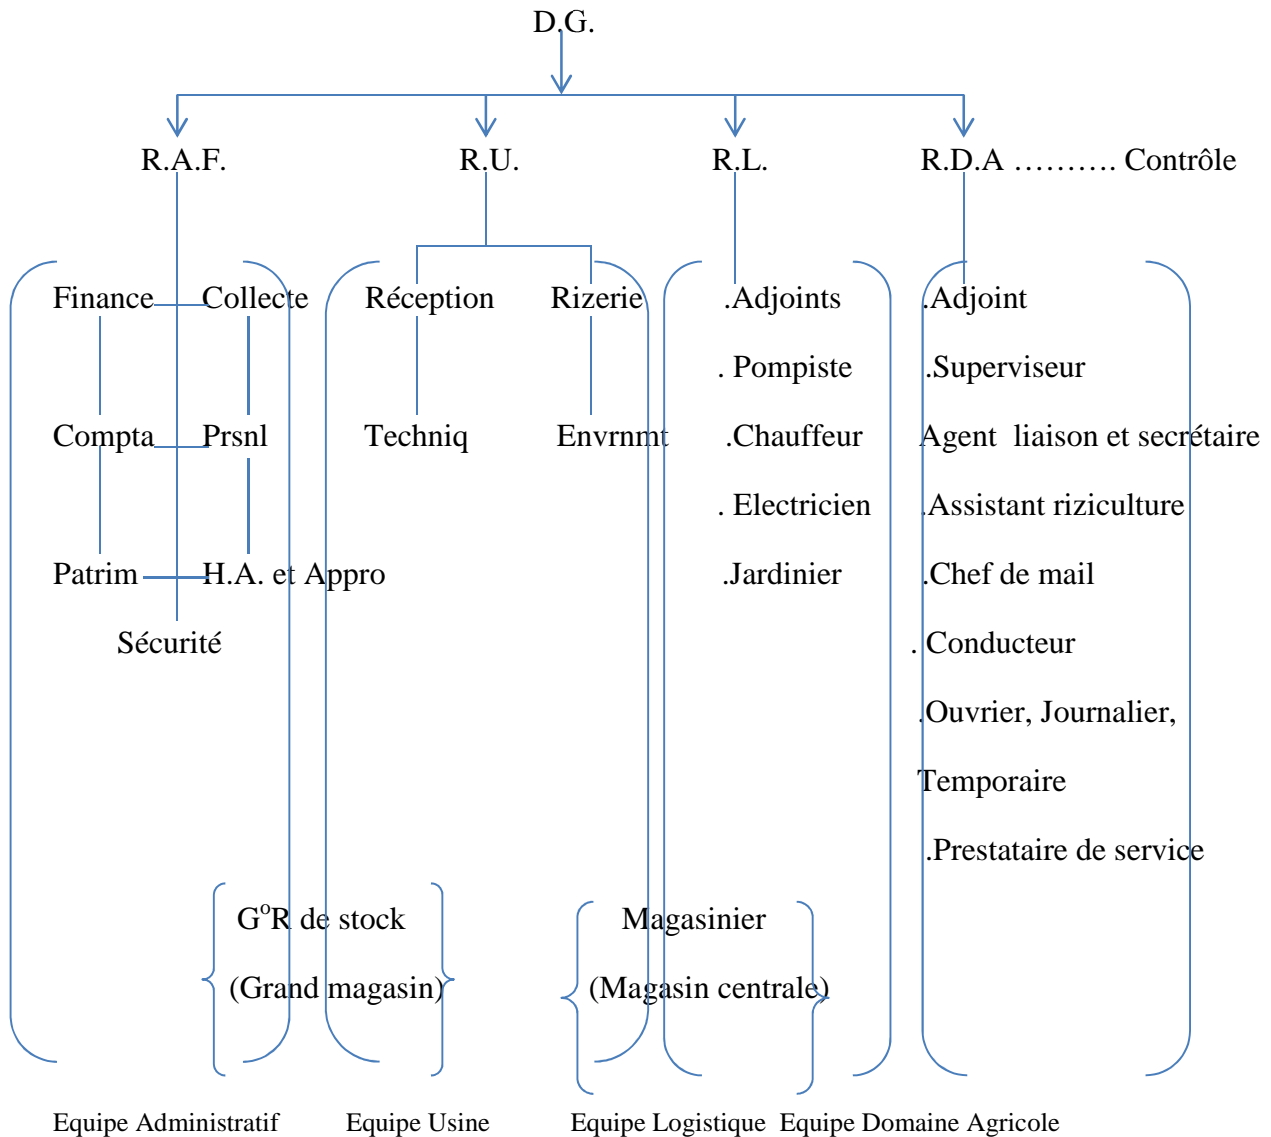 D.G.
R.A.F. R.U. R.L. R.D.A ………. Contrôle
Finance Collecte Réception Rizerie .Adjoints .Adjoint
. Pompiste .Superviseur
Compta Prsnl Techniq Envrnmt .Chauffeur Agent liaison et secrétaire
. Electricien .Assistant riziculture
Patrim H.A. et Appro .Jardinier .Chef de mail
Sécurité . Conducteur
.Ouvrier, Journalier,
Temporaire
.Prestataire de service
GºR de stock Magasinier
(Grand magasin) (Magasin centrale)
Equipe Administratif Equipe Usine Equipe Logistique Equipe Domaine Agricole